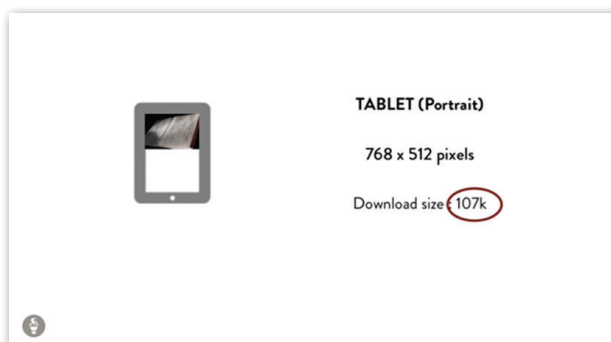 TABLET (Portrait)
768 x 512 pixels
Download size : 107k